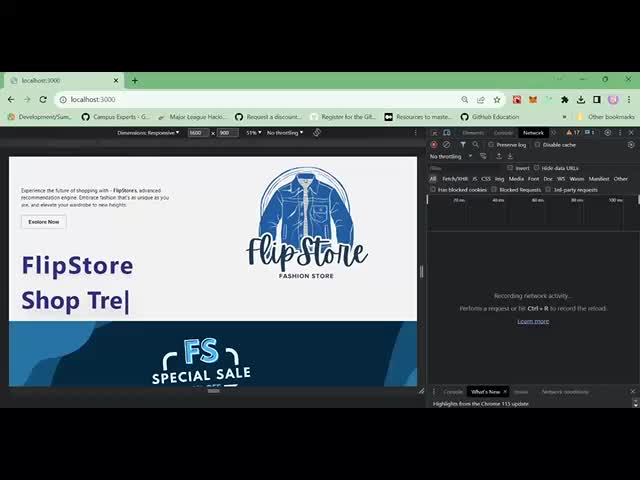 localhost:3000
localhost:3000
Development/Sum...
Campus Experts - G...
Major League Hacki...
Request a discount...
Register for the Git...
Resources to master...
GitHub Education
Other bookmarks
Dimensions: Responsive
1600
900
51%
No throttling
Elements
Console
Network
17
Preserve log
Disable cache
No throttling
Invert
Hide data URLs
All
Fetch/XHR
JS
CSS
Img
Media
Font
Doc
WS
Wasm
Manifest
Other
Has blocked cookies
Blocked Requests
3rd-party requests
20 ms
40 ms
60 ms
80 ms
100 ms
Experience the future of shopping with - FlipStore's, advanced
recommendation engine. Embrace fashion that's as unique as you
are, and elevate your wardrobe to new heights.
Explore Now
FlipStore
Shop Tre|
FlipStore
FASHION STORE
FS
SPECIAL SALE
Recording network activity...
Perform a request or hit Ctrl + R to record the reload.
Learn more
Console
What's New
Issues
Network conditions
Highlights from the Chrome 115 update